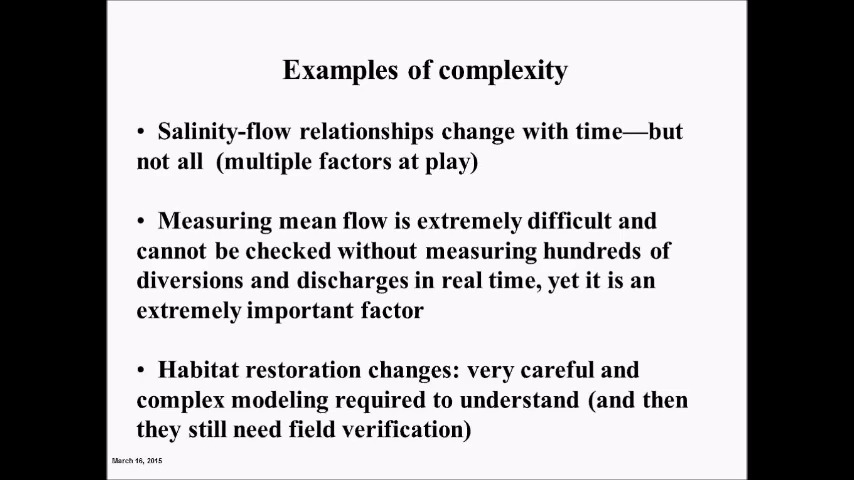 Examples of complexity
• Salinity-flow relationships change with time—but
not all (multiple factors at play)
• Measuring mean flow is extremely difficult and
cannot be checked without measuring hundreds of
diversions and discharges in real time, yet it is an
extremely important factor
• Habitat restoration changes: very careful and
complex modeling required to understand (and then
they still need field verification)
March 16, 2015